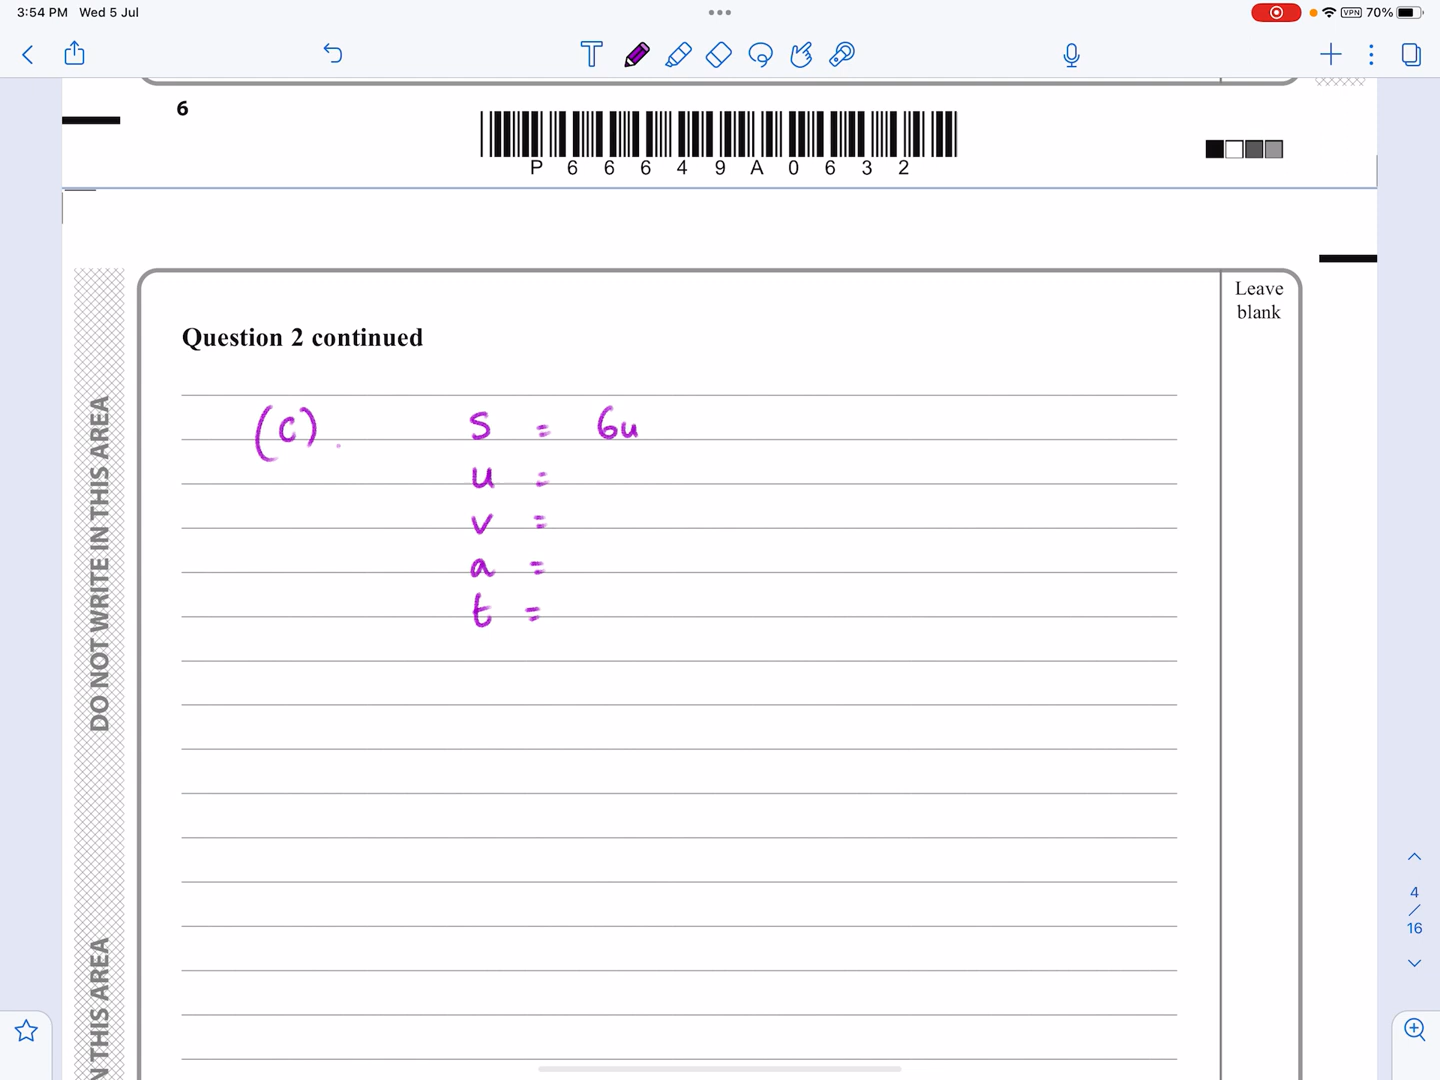 3:54 PM Wed 5 Jul
VPN 70%
T
6
P 6 6 6 4 9 A 0 6 3 2
Leave
blank
Question 2 continued
(c). s = 6u
u =
v =
a =
t =
DO NOT WRITE IN THIS AREA
N THIS AREA
4
/
16